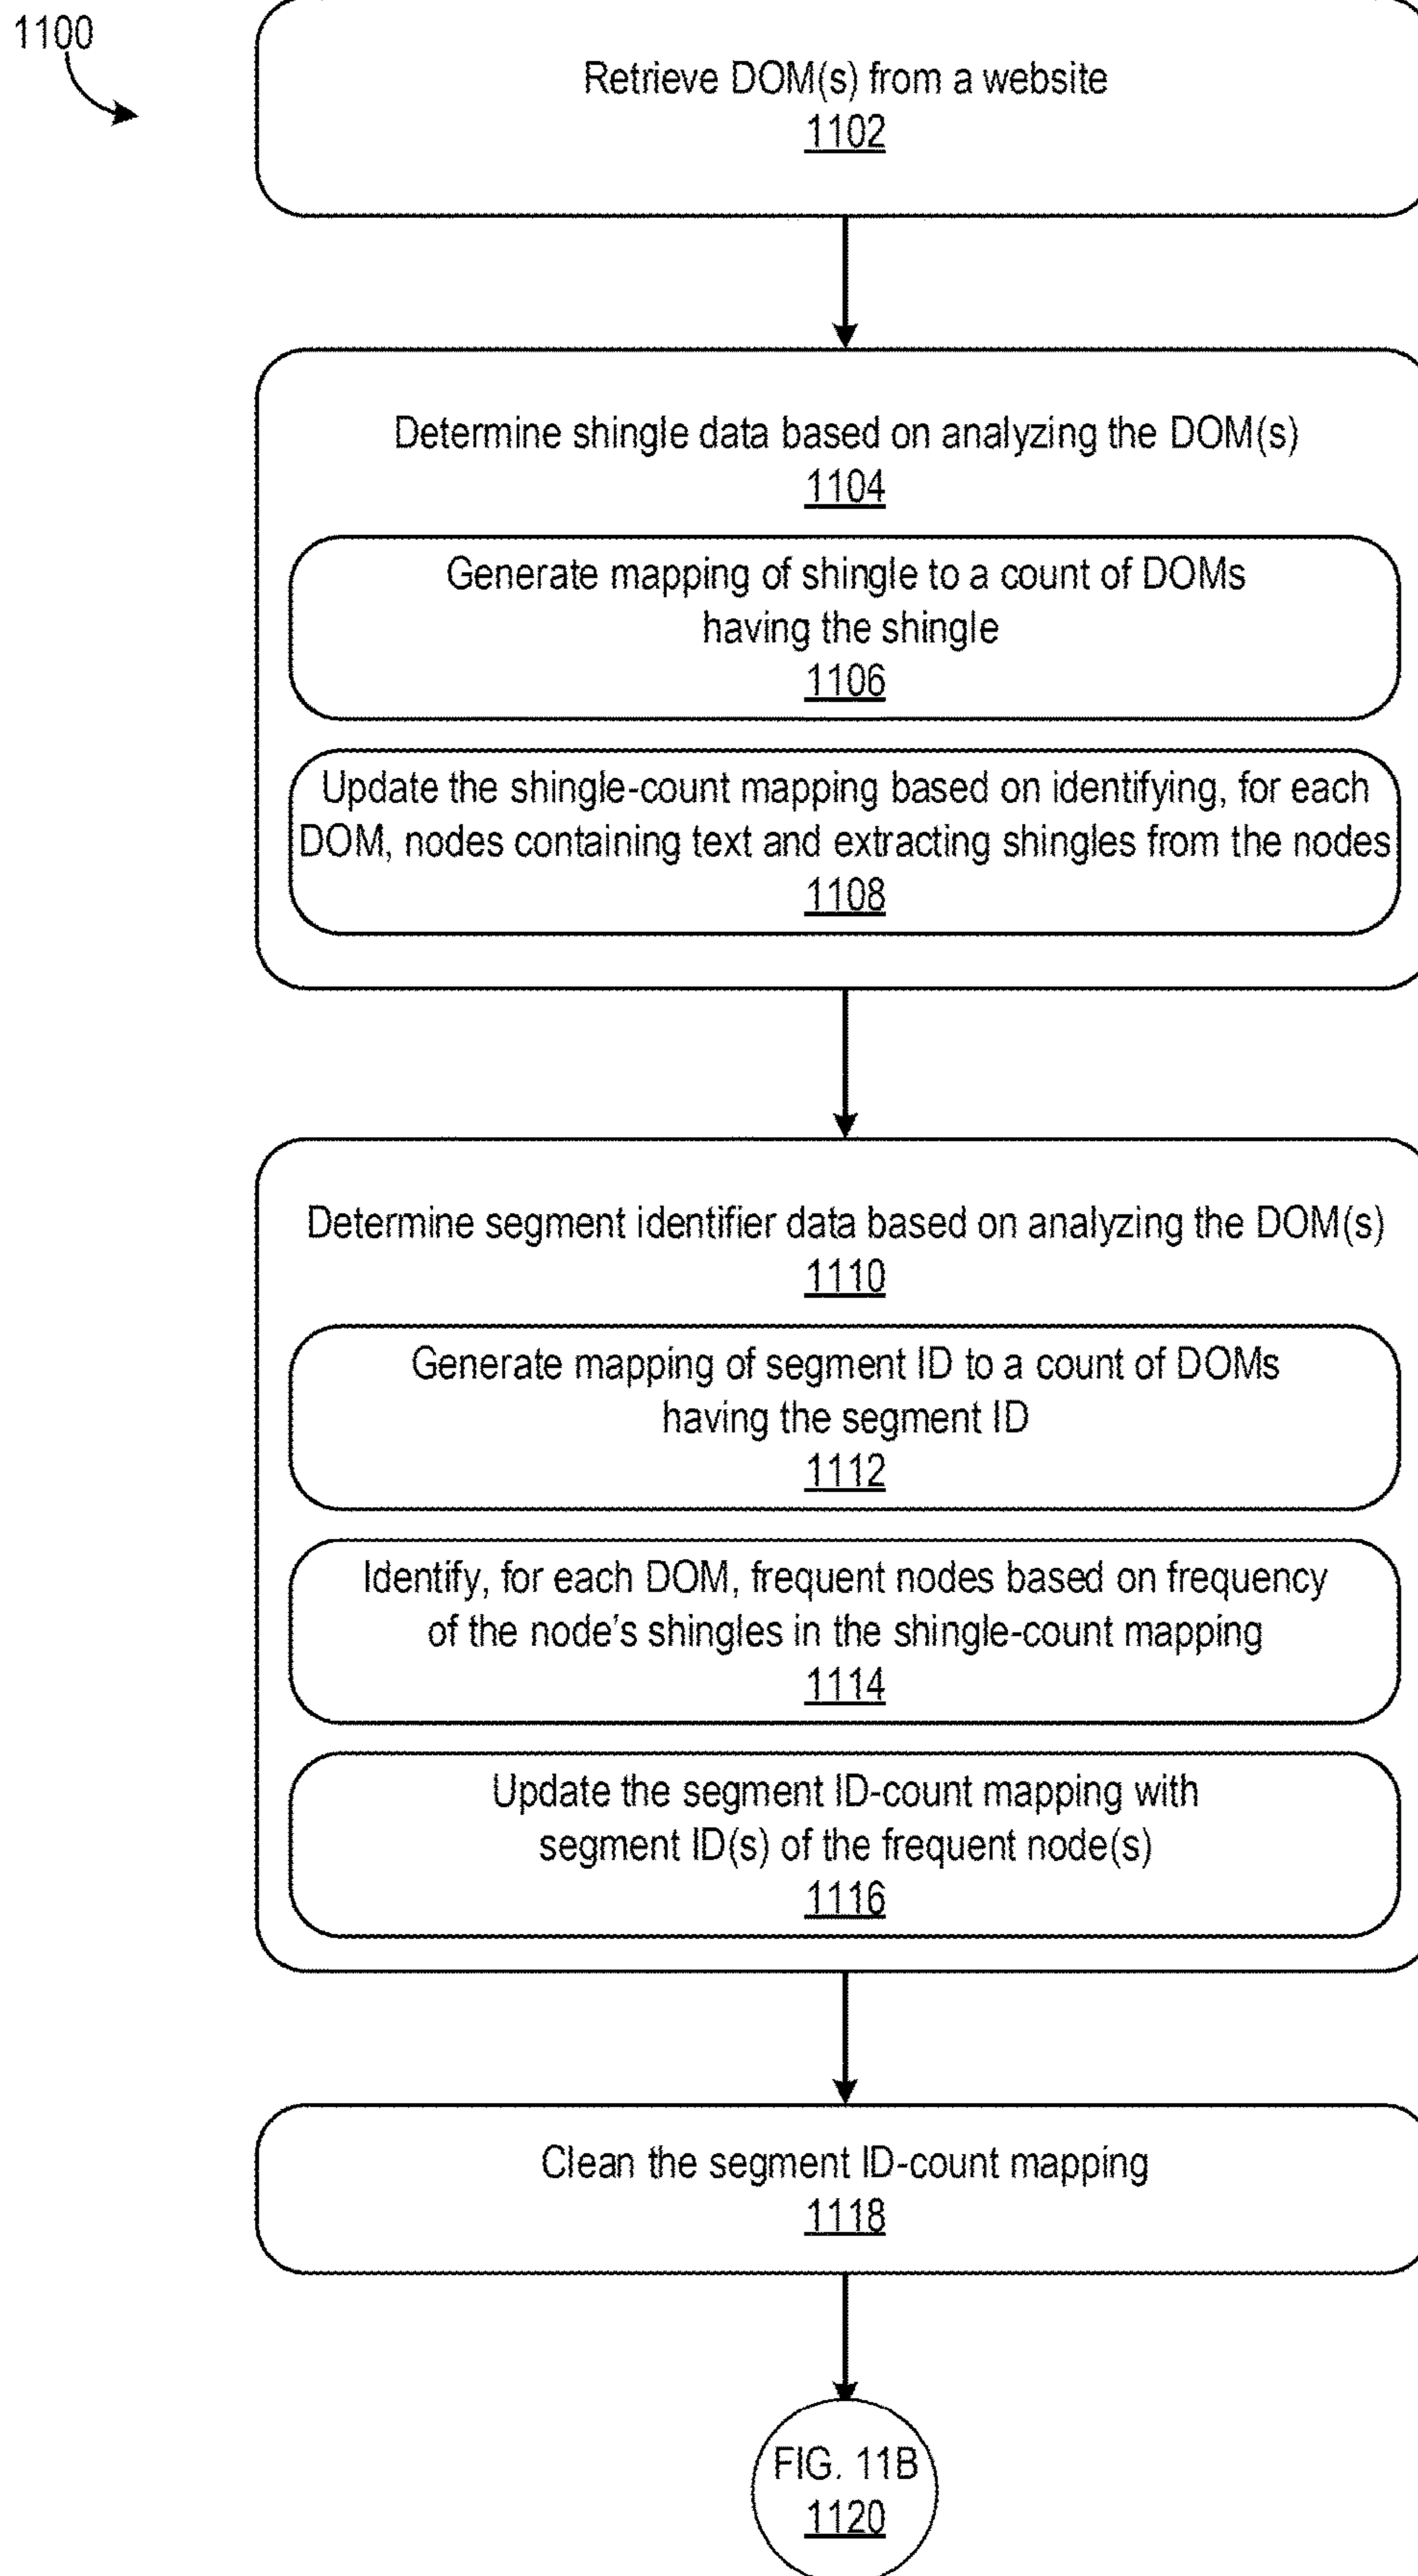 1100
Retrieve DOM(s) from a website
1102
Determine shingle data based on analyzing the DOM(s)
1104
Generate mapping of shingle to a count of DOMs
having the shingle
1106
Update the shingle-count mapping based on identifying, for each
DOM, nodes containing text and extracting shingles from the nodes
1108
Determine segment identifier data based on analyzing the DOM(s)
1110
Generate mapping of segment ID to a count of DOMs
having the segment ID
1112
Identify, for each DOM, frequent nodes based on frequency
of the node's shingles in the shingle-count mapping
1114
Update the segment ID-count mapping with
segment ID(s) of the frequent node(s)
1116
Clean the segment ID-count mapping
1118
FIG. 11B
1120